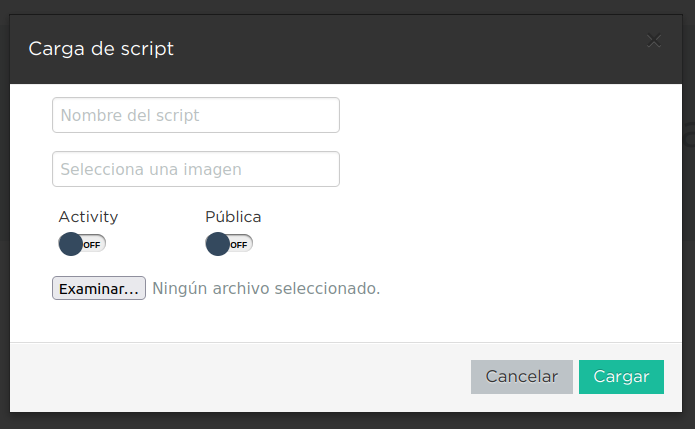 Carga de script
Nombre del script
Selecciona una imagen
Activity Pública
OFF OFF
Examinar... Ningún archivo seleccionado.
Cancelar Cargar